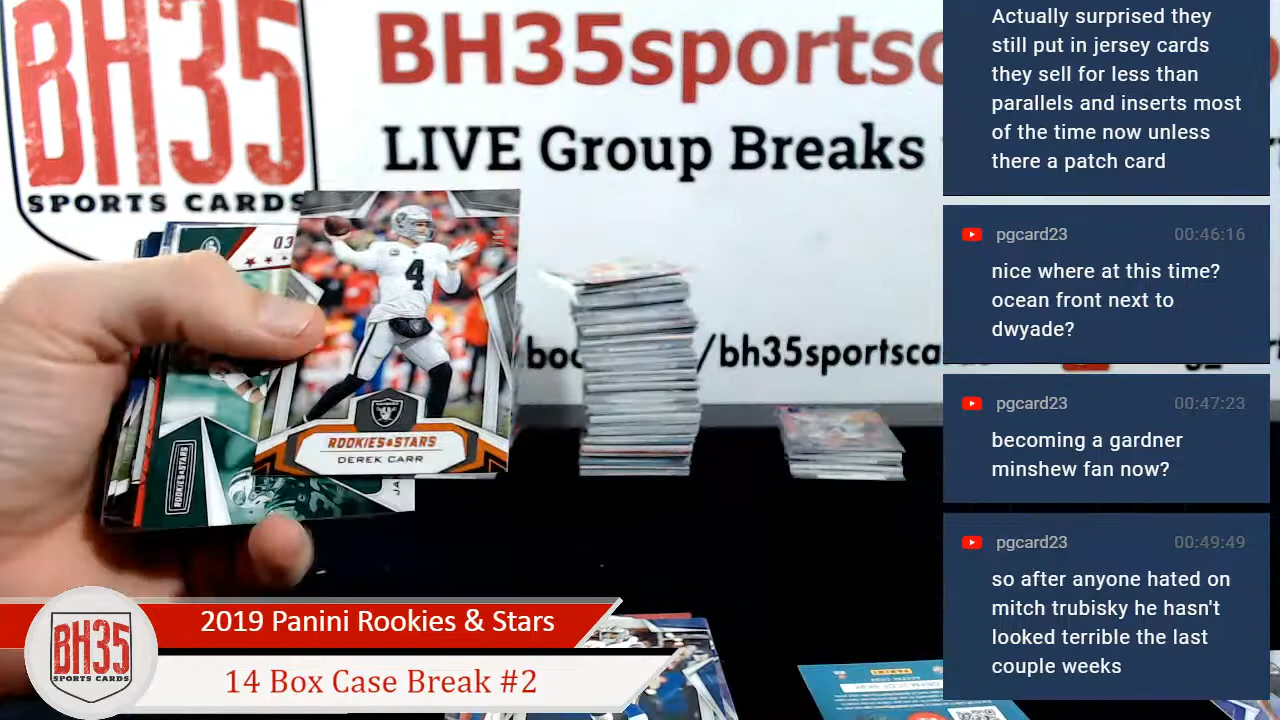 BH35
SPORTS CARDS
BH35sportsc
LIVE Group Breaks
/bh35sportsca
03
4
ROOKIES & STARS
DEREK CARR
ROOKIES & STARS
JA
Actually surprised they
still put in jersey cards
they sell for less than
parallels and inserts most
of the time now unless
there a patch card
pgcard23 00:46:16
nice where at this time?
ocean front next to
dwyade?
pgcard23 00:47:23
becoming a gardner
minshew fan now?
pgcard23 00:49:49
so after anyone hated on
mitch trubisky he hasn't
looked terrible the last
couple weeks
BH35
SPORTS CARDS
2019 Panini Rookies & Stars
14 Box Case Break #2